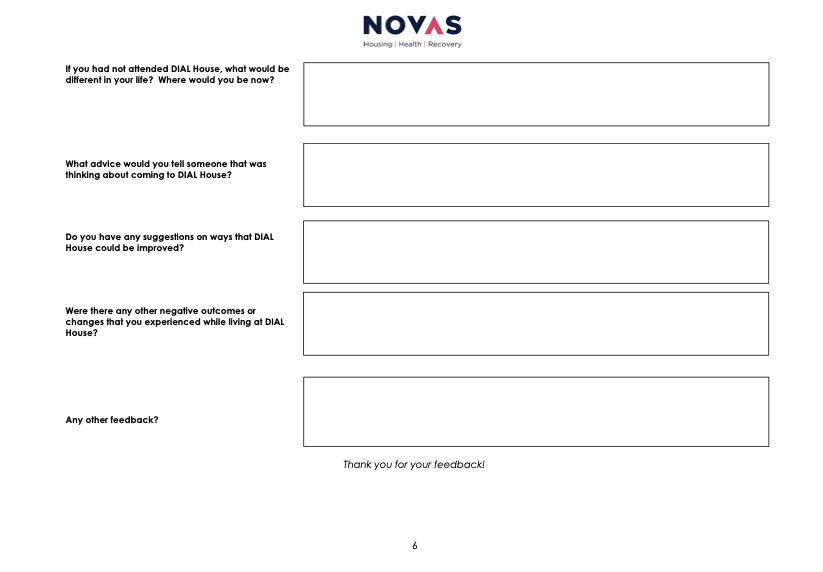 NOVAS
Housing | Health | Recovery
If you had not attended DIAL House, what would be
different in your life?  Where would you be now?
What advice would you tell someone that was
thinking about coming to DIAL House?
Do you have any suggestions on ways that DIAL
House could be improved?
Were there any other negative outcomes or
changes that you experienced while living at DIAL
House?
Any other feedback?
Thank you for your feedback!
6